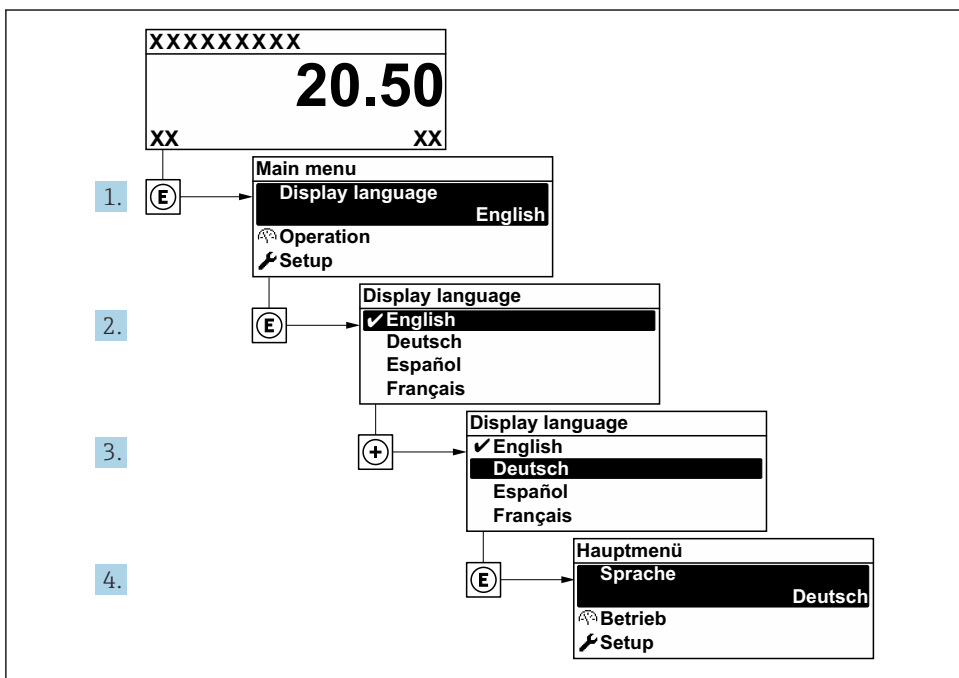 XXXXXXXXX
20.50
XX XX
1. E
Main menu
Display language
English
Operation
Setup
2. E
Display language
✔ English
Deutsch
Español
Français
3. +
Display language
✔ English
Deutsch
Español
Français
4. E
Hauptmenü
Sprache
Deutsch
Betrieb
Setup